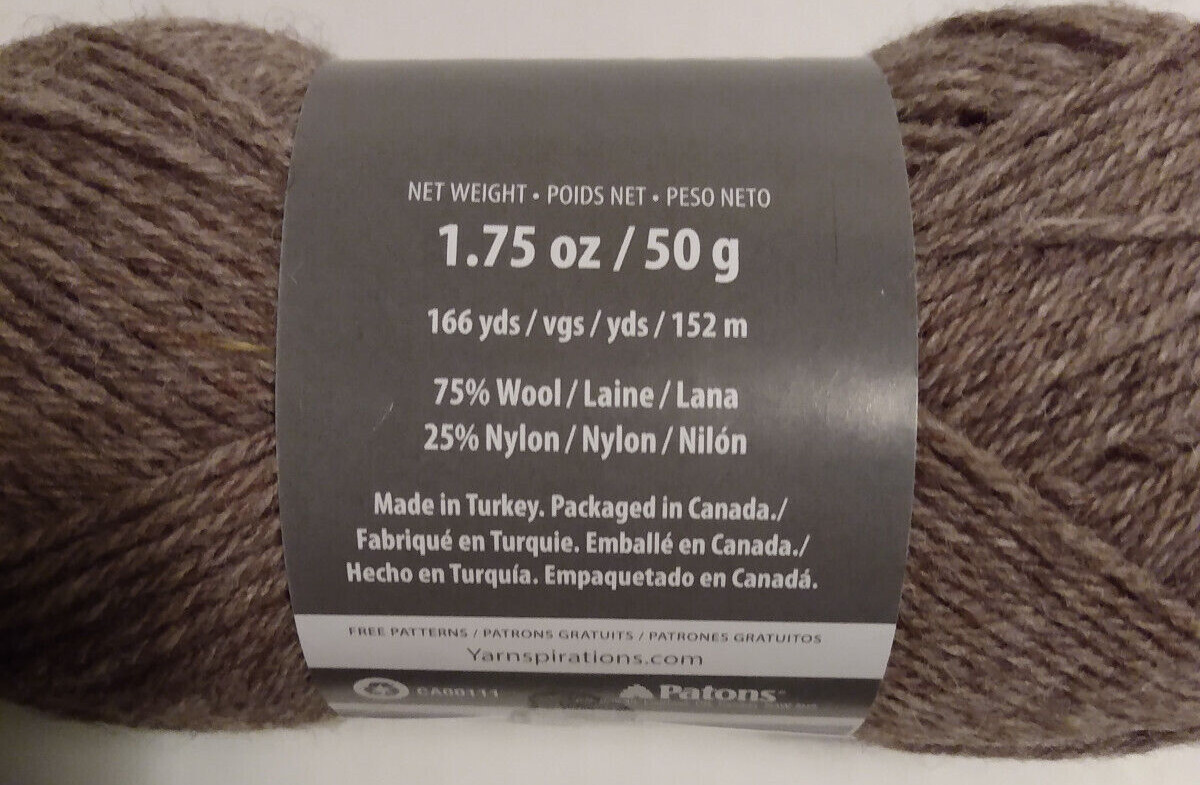 NET WEIGHT • POIDS NET • PESO NETO
1.75 oz / 50 g
166 yds / vgs / yds / 152 m
75% Wool / Laine / Lana
25% Nylon / Nylon / Nilón
Made in Turkey. Packaged in Canada./
Fabriqué en Turquie. Emballé en Canada./
Hecho en Turquía. Empaquetado en Canadá.
FREE PATTERNS / PATRONS GRATUITS / PATRONES GRATUITOS
Yarnspirations.com
CA00111 Patons